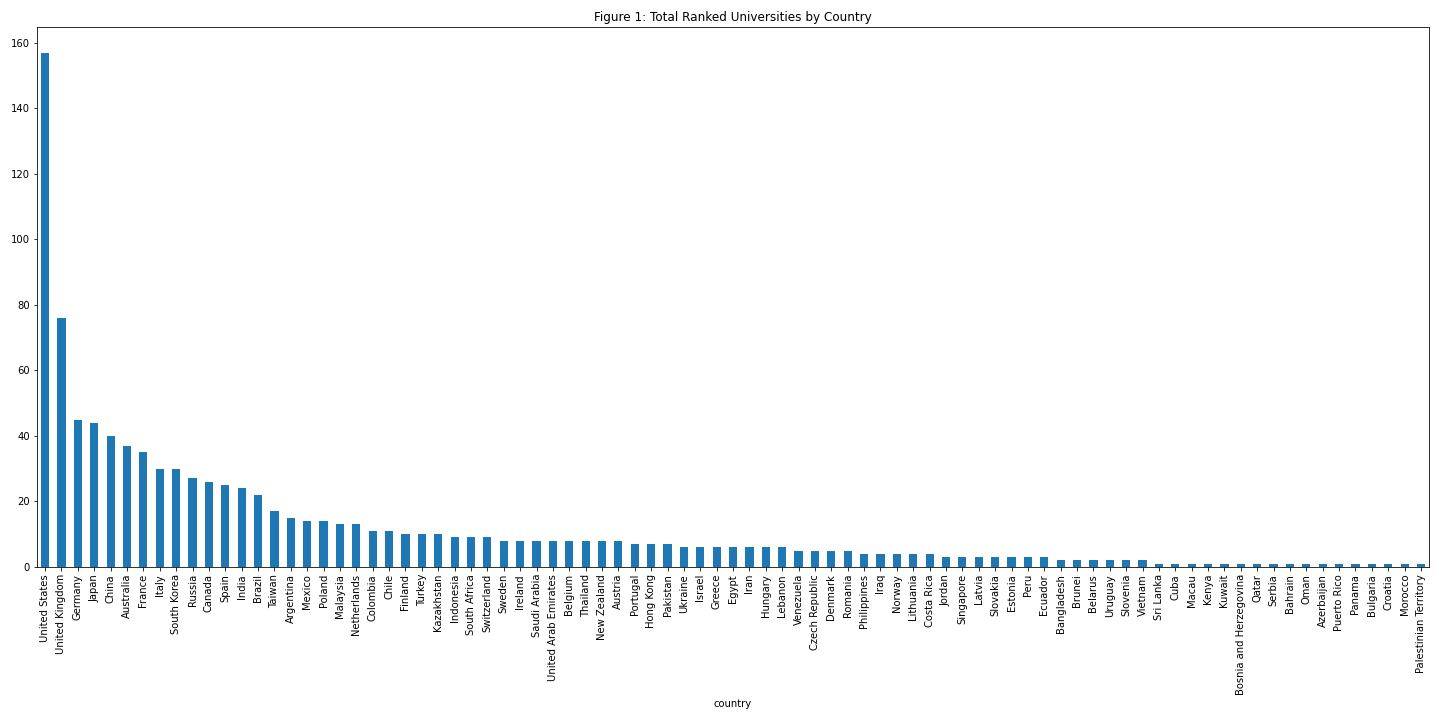 Figure 1: Total Ranked Universities by Country
160
140
120
100
80
60
40
20
0
United States
United Kingdom
Germany
Japan
China
Australia
France
Italy
South Korea
Russia
Canada
Spain
India
Brazil
Taiwan
Argentina
Mexico
Poland
Malaysia
Netherlands
Colombia
Chile
Finland
Turkey
Kazakhstan
Indonesia
South Africa
Switzerland
Sweden
Ireland
Saudi Arabia
United Arab Emirates
Belgium
Thailand
New Zealand
Austria
Portugal
Hong Kong
Pakistan
Ukraine
Israel
Greece
Egypt
Iran
Hungary
Lebanon
Venezuela
Czech Republic
Denmark
Romania
Philippines
Iraq
Norway
Lithuania
Costa Rica
Jordan
Singapore
Latvia
Slovakia
Estonia
Peru
Ecuador
Bangladesh
Brunei
Belarus
Uruguay
Slovenia
Vietnam
Sri Lanka
Cuba
Macau
Kenya
Kuwait
Bosnia and Herzegovina
Qatar
Serbia
Bahrain
Oman
Azerbaijan
Puerto Rico
Panama
Bulgaria
Croatia
Morocco
Palestinian Territory
country